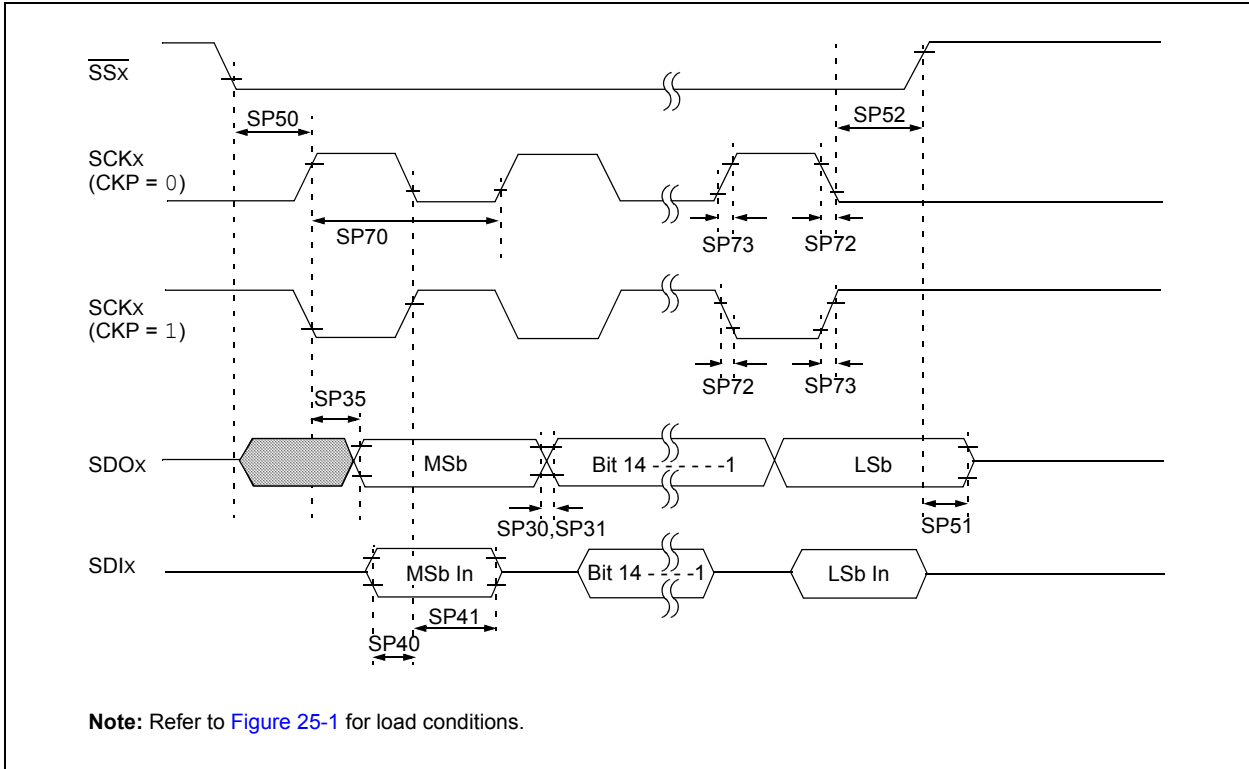 SSx
SP50
SP52
SCKx
(CKP = 0)
SP70
SP73
SP72
SCKx
(CKP = 1)
SP72
SP73
SP35
SDOx
MSb
Bit 14 - - - - - -1
LSb
SP30,SP31
SP51
SDIx
MSb In
Bit 14 - - - - -1
LSb In
SP41
SP40
Note: Refer to Figure 25-1 for load conditions.